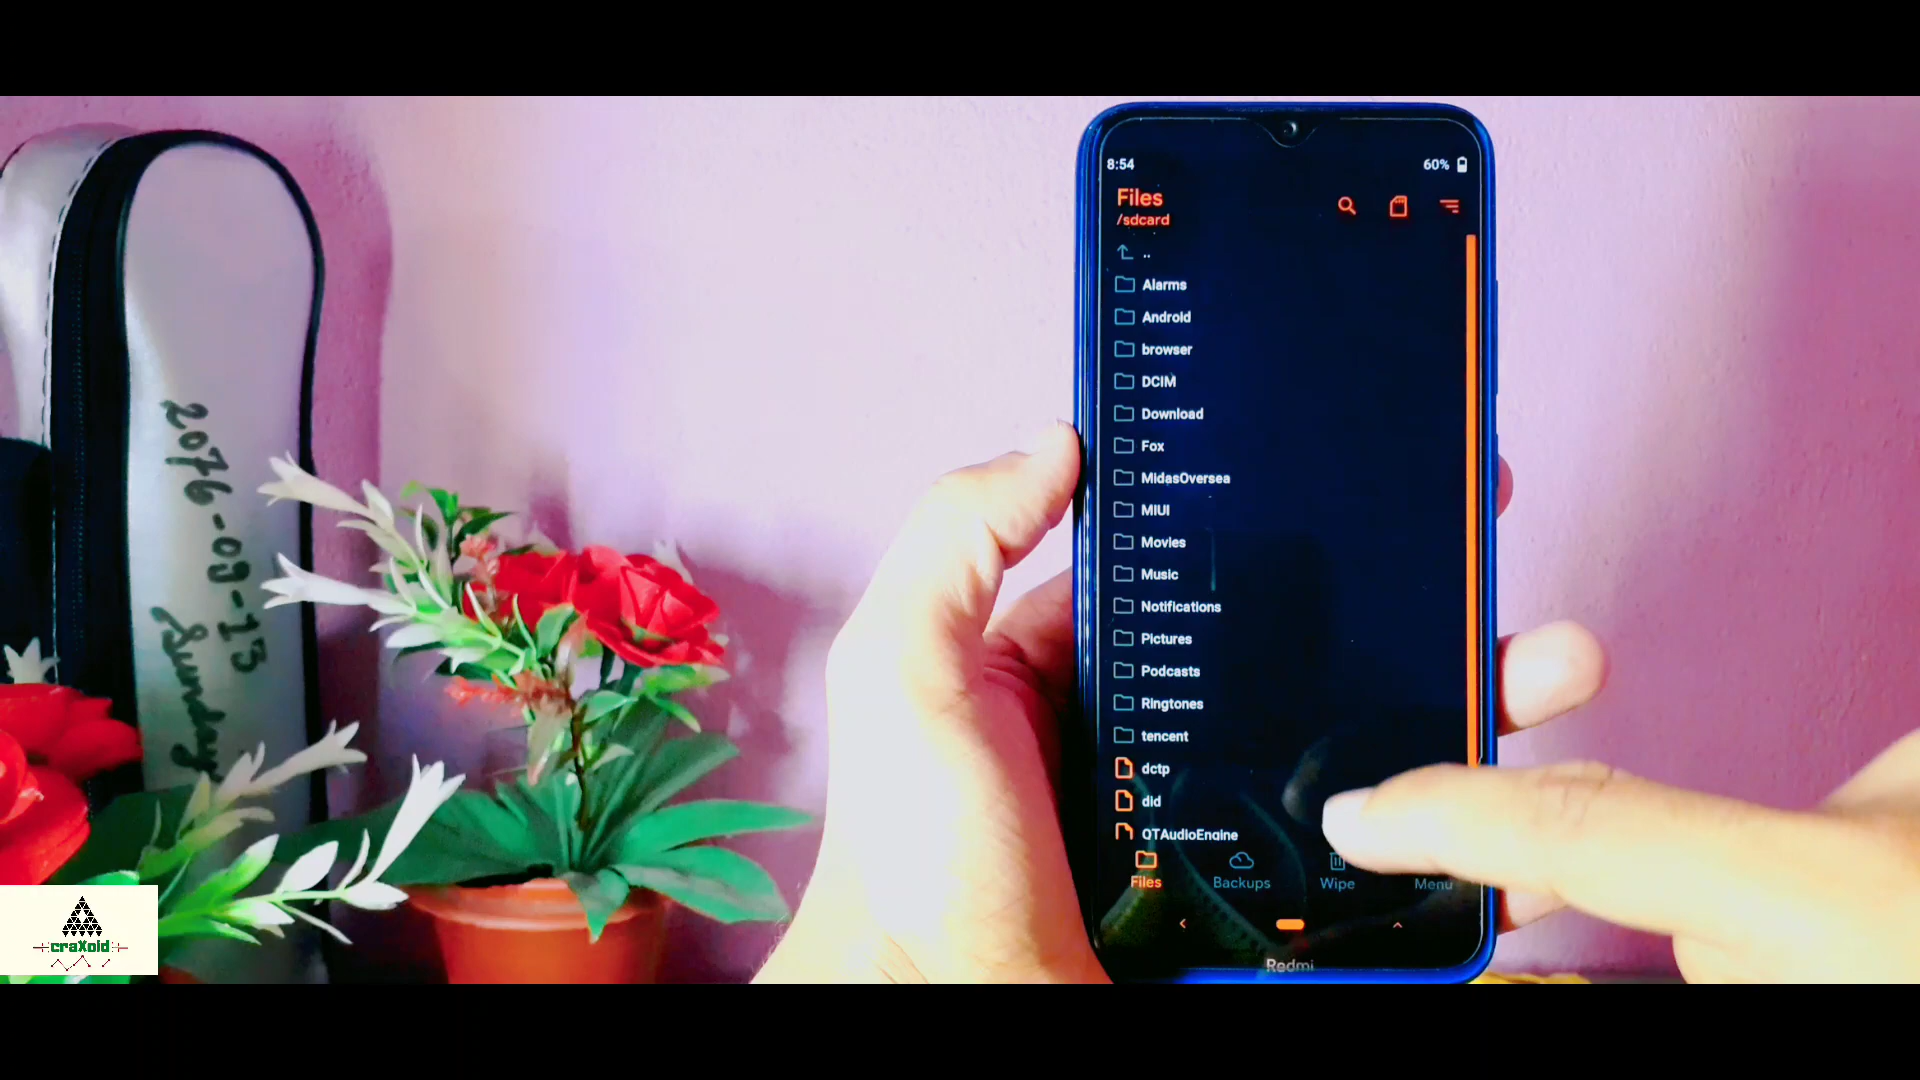 2076-09-13
Sunday
8:54
60%
Files
/sdcard
..
Alarms
Android
browser
DCIM
Download
Fox
MidasOversea
MIUI
Movies
Music
Notifications
Pictures
Podcasts
Ringtones
tencent
dctp
did
QTAudioEngine
Files
Backups
Wipe
Menu
Redmi
craXoid